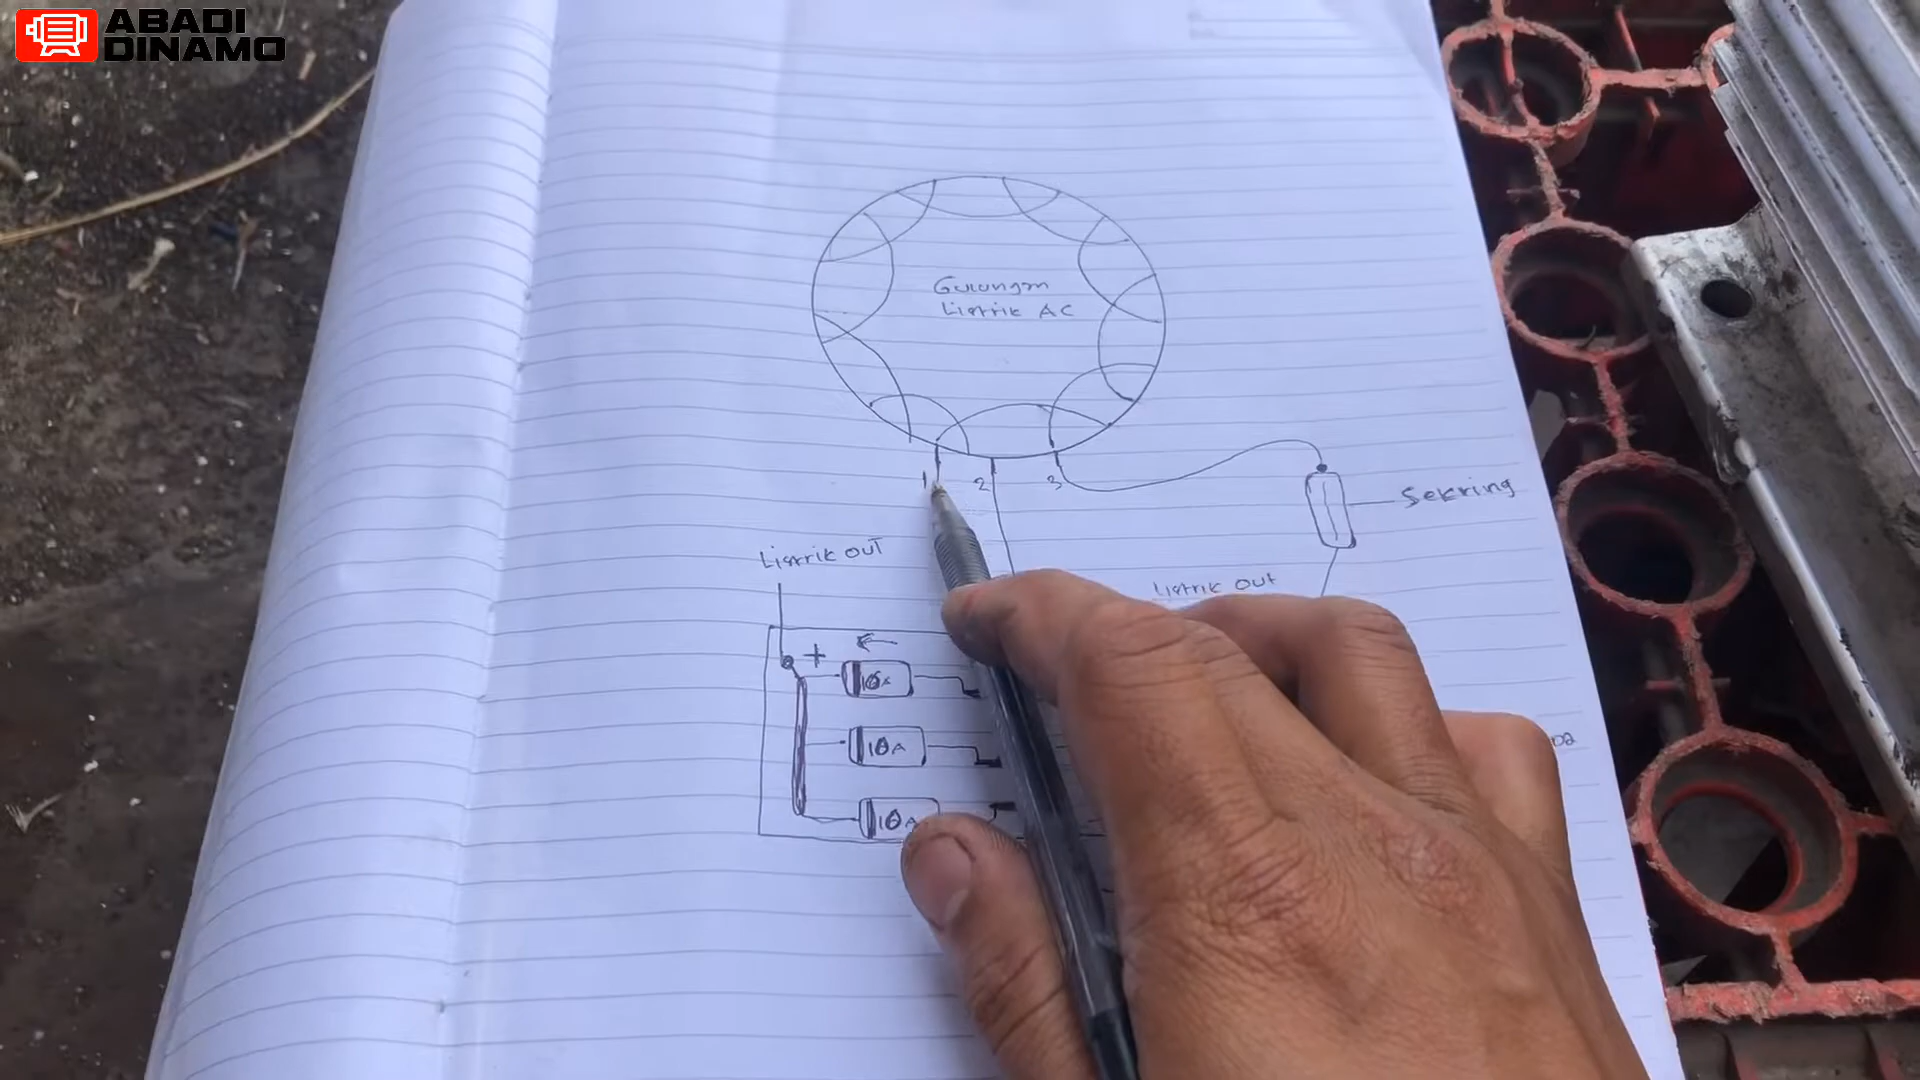 ABADI
DINAMO
Gulungan
Listrik AC
1
2
3
Sekring
Listrik OUT
Listrik Out
+
10A
10A
10A